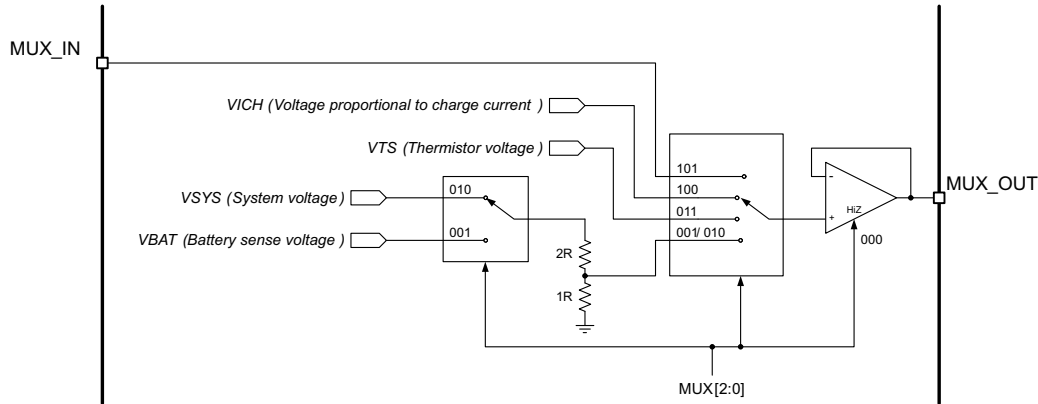 MUX_IN
VICH (Voltage proportional to charge current )
VTS (Thermistor voltage )
101
MUX_OUT
010
100
-
VSYS (System voltage)
011
HiZ
+
VBAT (Battery sense voltage )
001
001/ 010
000
2R
1R
MUX[2:0]